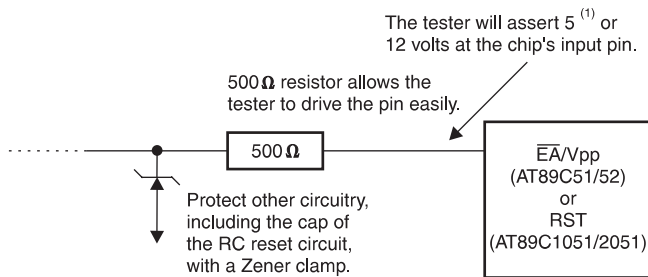 The tester will assert 5 (1) or
12 volts at the chip's input pin.
500Ω resistor allows the
tester to drive the pin easily.
500Ω
E̅A̅/Vpp
(AT89C51/52)
or
RST
(AT89C1051/2051)
Protect other circuitry,
including the cap of
the RC reset circuit,
with a Zener clamp.